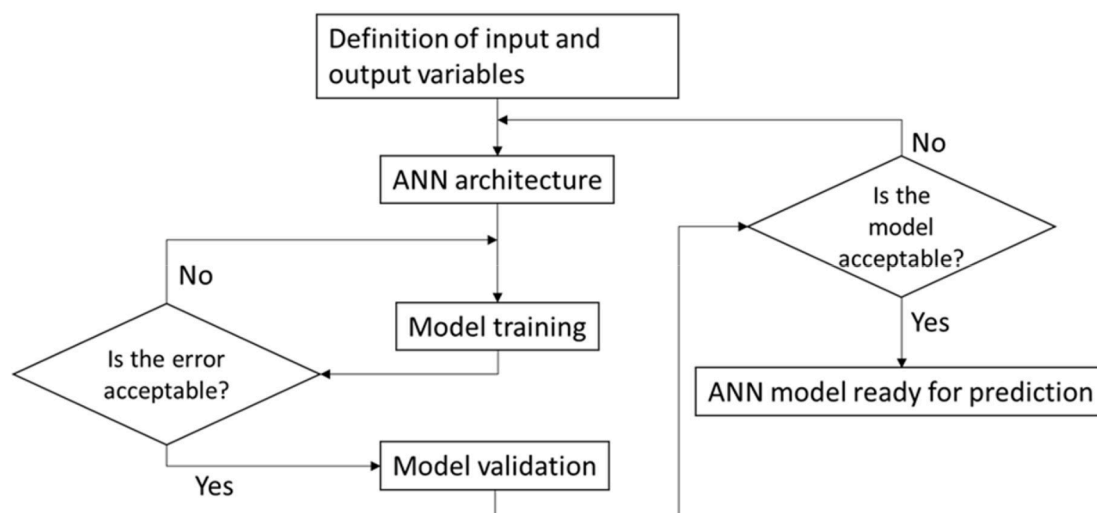 Definition of input and
output variables
No
ANN architecture
Is the
model
acceptable?
No
Model training
Yes
Is the error
acceptable?
ANN model ready for prediction
Model validation
Yes